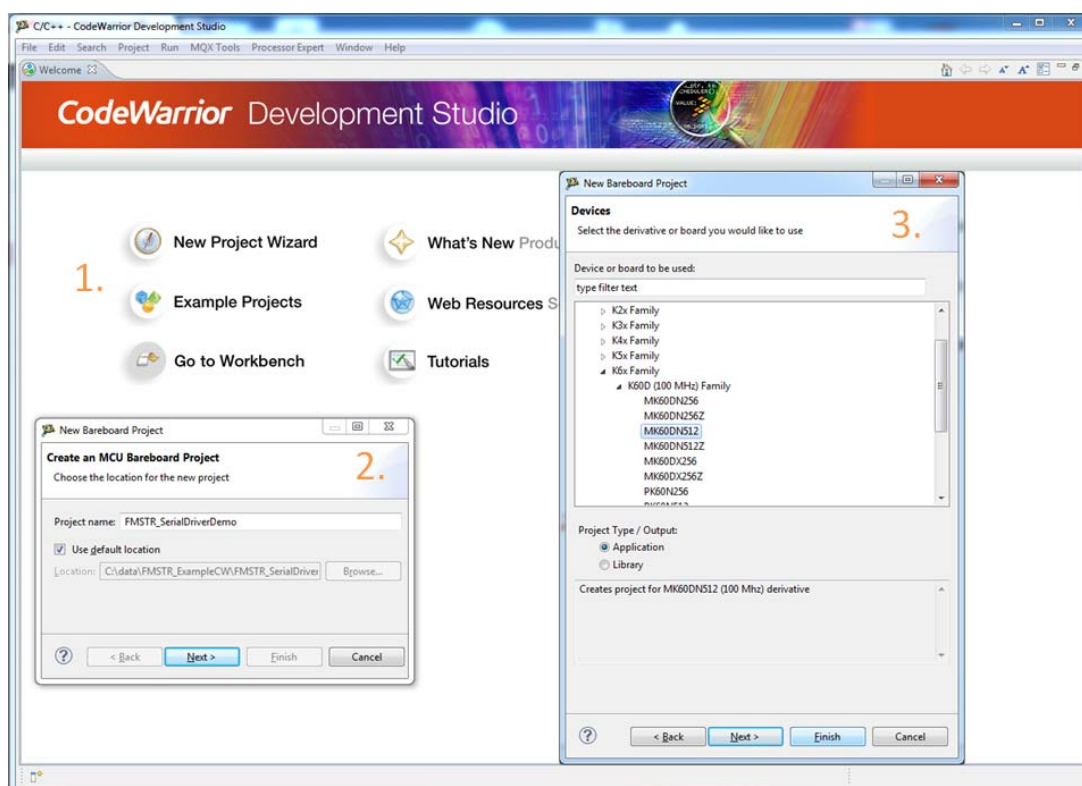 C/C++ - CodeWarrior Development Studio
File Edit Search Project Run MQX Tools Processor Expert Window Help
Welcome
CodeWarrior Development Studio
1.
New Project Wizard
What's New Produ
Example Projects
Web Resources S
Go to Workbench
Tutorials
New Bareboard Project
Create an MCU Bareboard Project
Choose the location for the new project
2.
Project name: FMSTR_SerialDriverDemo
Use default location
Location: C:\data\FMSTR_ExampleCW\FMSTR_SerialDriver Browse...
? < Back Next > Finish Cancel
New Bareboard Project
Devices
Select the derivative or board you would like to use
3.
Device or board to be used:
type filter text
K2x Family
K3x Family
K4x Family
K5x Family
K6x Family
K60D (100 MHz) Family
MK60DN256
MK60DN256Z
MK60DN512
MK60DN512Z
MK60DX256
MK60DX256Z
PK60N256
Project Type / Output:
Application
Library
Creates project for MK60DN512 (100 Mhz) derivative
? < Back Next > Finish Cancel